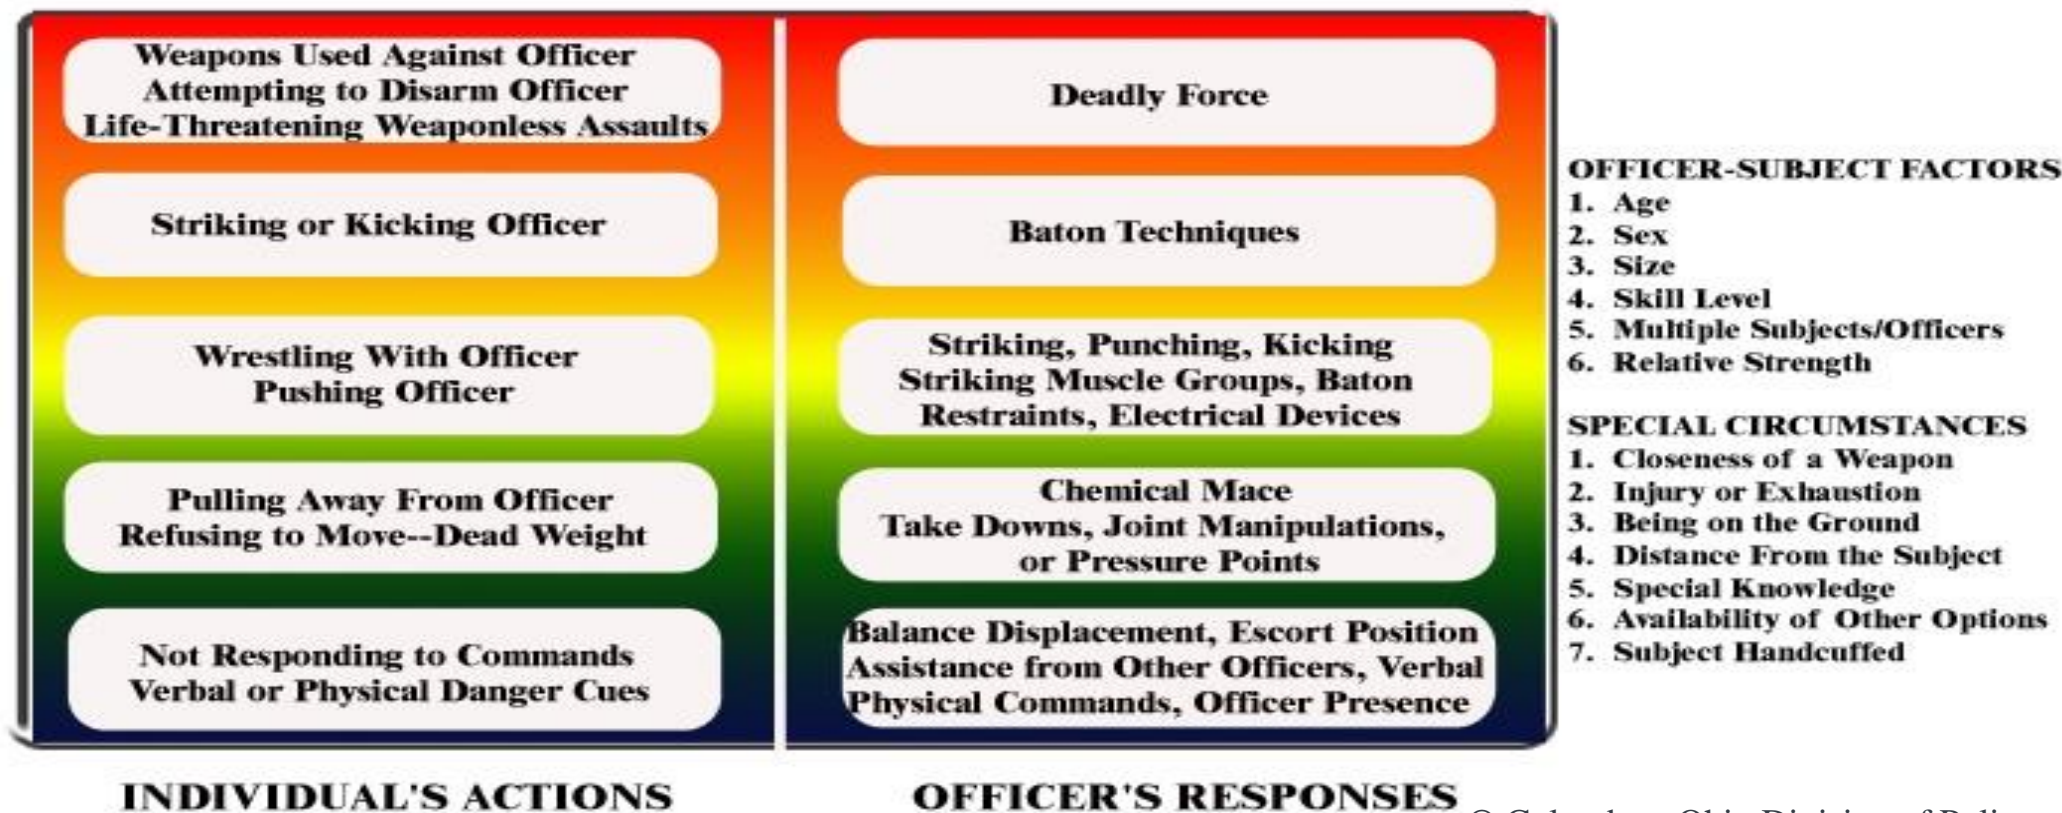 Weapons Used Against Officer
Attempting to Disarm Officer
Life-Threatening Weaponless Assaults
Striking or Kicking Officer
Wrestling With Officer
Pushing Officer
Pulling Away From Officer
Refusing to Move--Dead Weight
Not Responding to Commands
Verbal or Physical Danger Cues
INDIVIDUAL'S ACTIONS
Deadly Force
Baton Techniques
Striking, Punching, Kicking
Striking Muscle Groups, Baton
Restraints, Electrical Devices
Chemical Mace
Take Downs, Joint Manipulations,
or Pressure Points
Balance Displacement, Escort Position
Assistance from Other Officers, Verbal
Physical Commands, Officer Presence
OFFICER'S RESPONSES
OFFICER-SUBJECT FACTORS
1. Age
2. Sex
3. Size
4. Skill Level
5. Multiple Subjects/Officers
6. Relative Strength
SPECIAL CIRCUMSTANCES
1. Closeness of a Weapon
2. Injury or Exhaustion
3. Being on the Ground
4. Distance From the Subject
5. Special Knowledge
6. Availability of Other Options
7. Subject Handcuffed